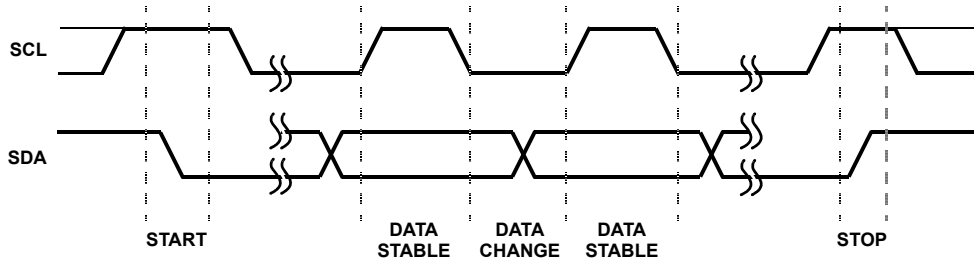 SCL
SDA
START
DATA
STABLE
DATA
CHANGE
DATA
STABLE
STOP